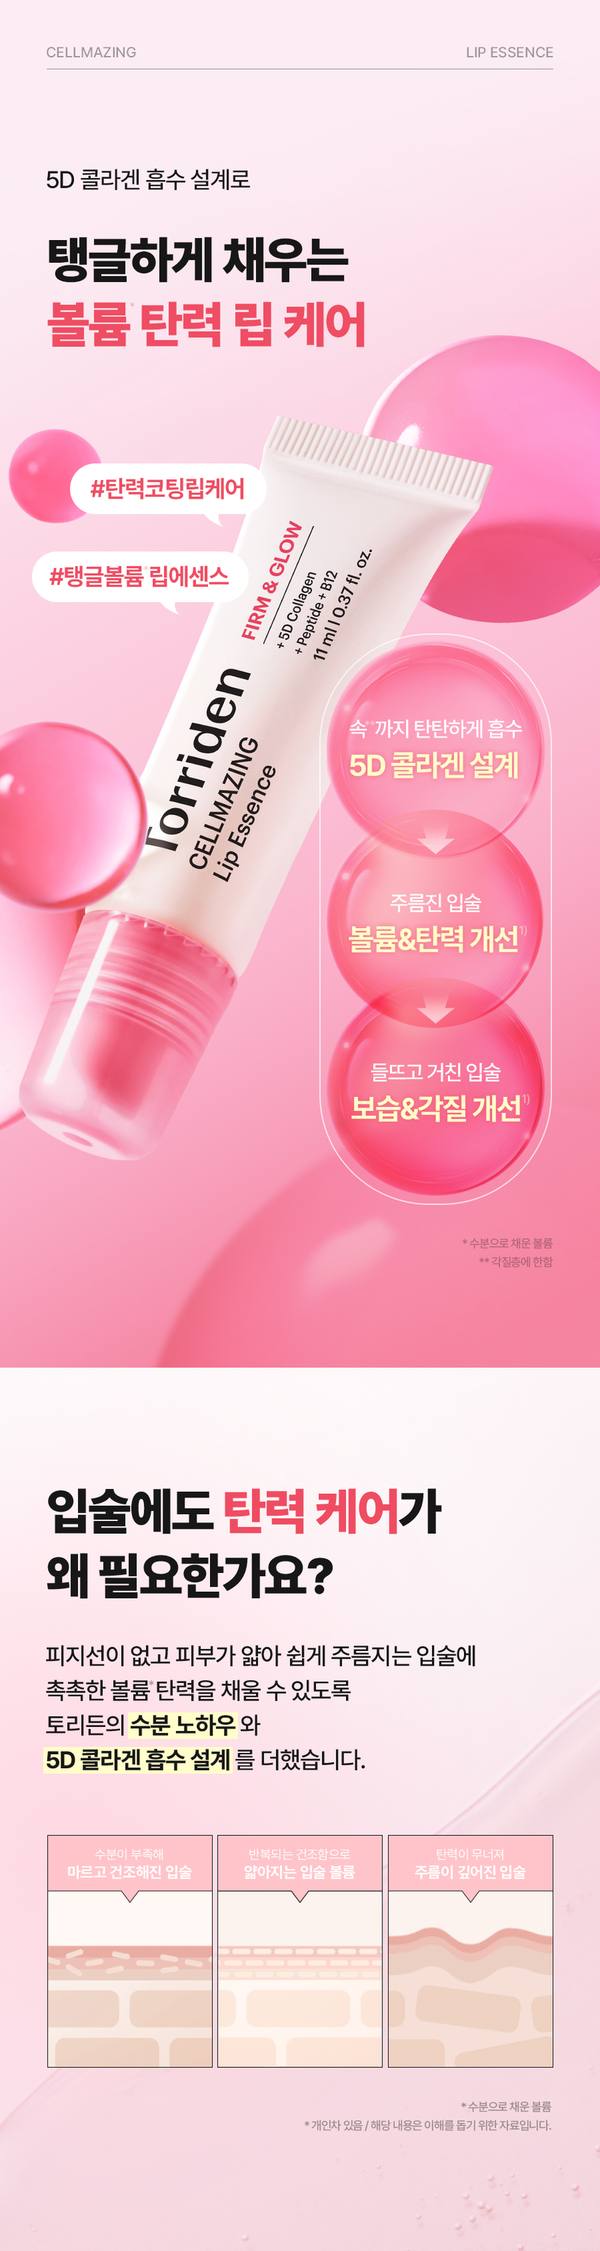 CELLMAZING
LIP ESSENCE
5D 콜라겐 흡수 설계로
탱글하게 채우는
볼륨* 탄력 립 케어
#탄력코팅립케어
#탱글볼륨*립에센스
FIRM & GLOW
+ 5D Collagen
+ Peptide + B12
11 ml | 0.37 fl. oz.
Torriden
CELLMAZING
Lip Essence
속**까지 탄탄하게 흡수
5D 콜라겐 설계
주름진 입술
볼륨&탄력 개선1)
들뜨고 거친 입술
보습&각질 개선1)
* 수분으로 채운 볼륨
** 각질층에 한함
입술에도 탄력 케어가
왜 필요한가요?
피지선이 없고 피부가 얇아 쉽게 주름지는 입술에
촉촉한 볼륨*탄력을 채울 수 있도록
토리든의 수분 노하우와
5D 콜라겐 흡수 설계를 더했습니다.
수분이 부족해
마르고 건조해진 입술
반복되는 건조함으로
얇아지는 입술 볼륨
탄력이 무너져
주름이 깊어진 입술
* 수분으로 채운 볼륨
* 개인차 있음 / 해당 내용은 이해를 돕기 위한 자료입니다.